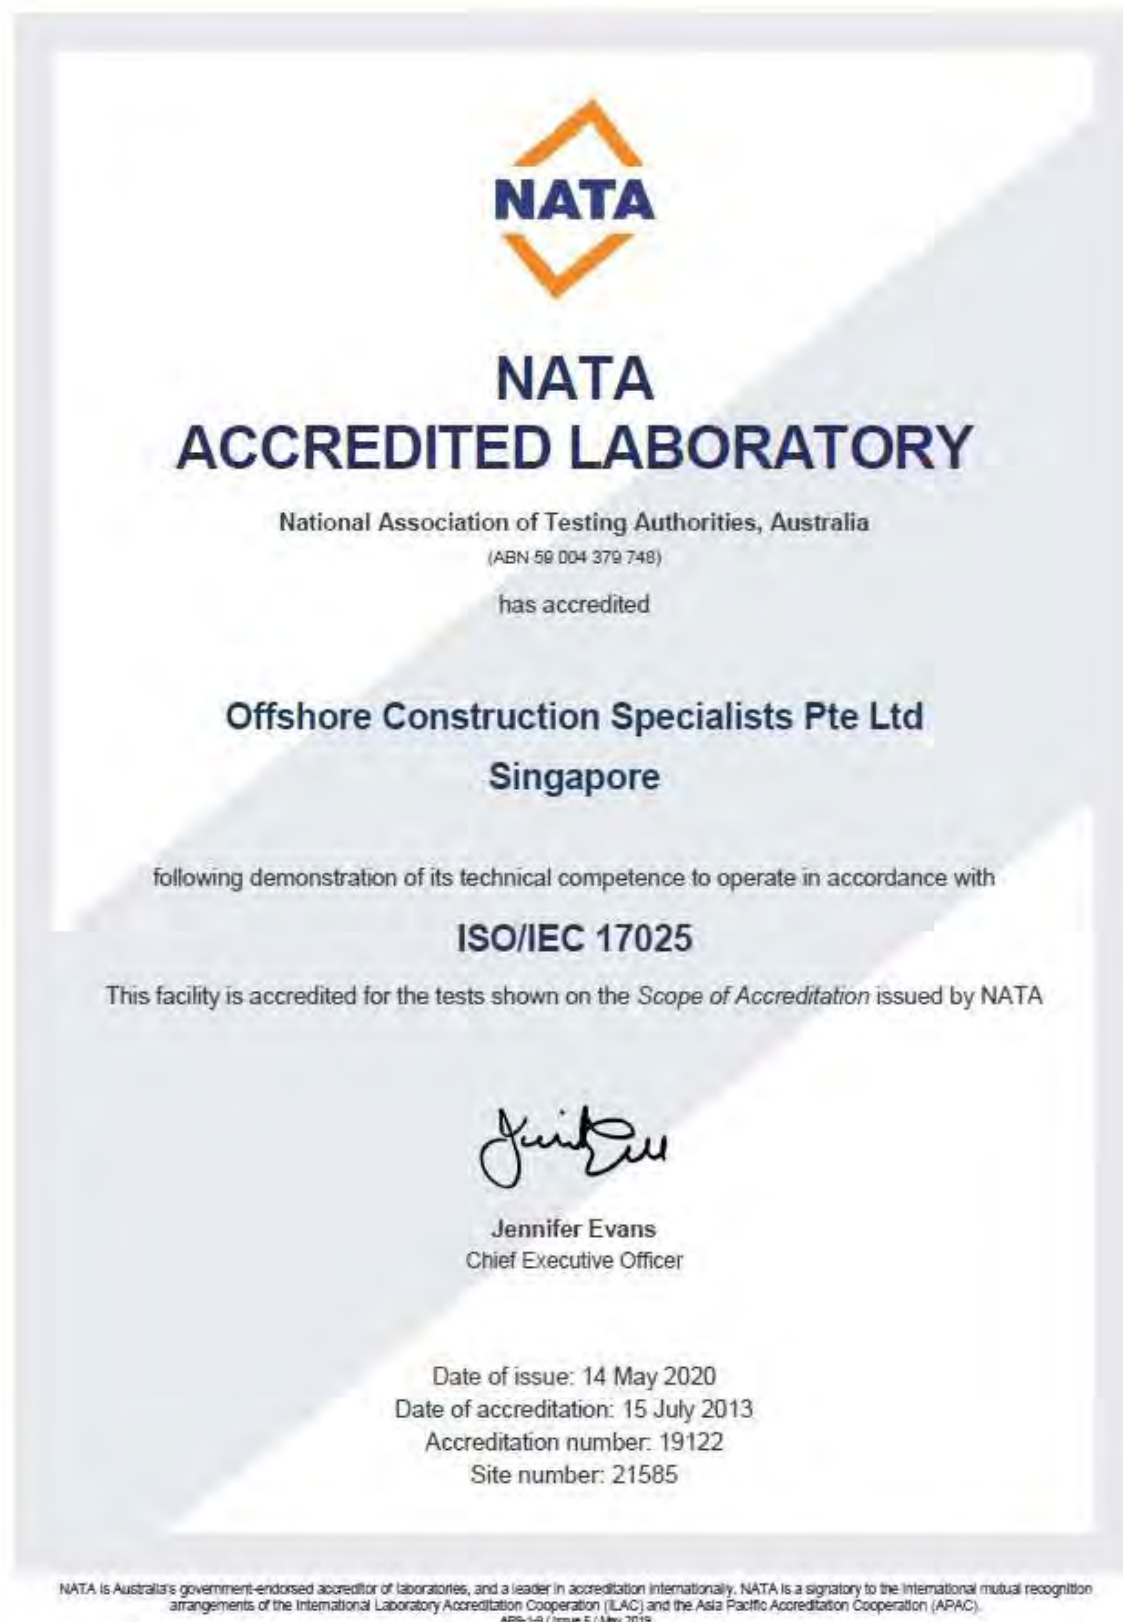 NATA
NATA
ACCREDITED LABORATORY
National Association of Testing Authorities, Australia
(ABN 59 004 379 748)
has accredited
Offshore Construction Specialists Pte Ltd
Singapore
following demonstration of its technical competence to operate in accordance with
ISO/IEC 17025
This facility is accredited for the tests shown on the Scope of Accreditation issued by NATA
Jennifer Evans
Chief Executive Officer
Date of issue: 14 May 2020
Date of accreditation: 15 July 2013
Accreditation number: 19122
Site number: 21585
NATA is Australia's government-endorsed accreditor of laboratories, and a leader in accreditation internationally. NATA is a signatory to the international mutual recognition
arrangements of the International Laboratory Accreditation Cooperation (ILAC) and the Asia Pacific Accreditation Cooperation (APAC).
/ Issue 5 / May 2019